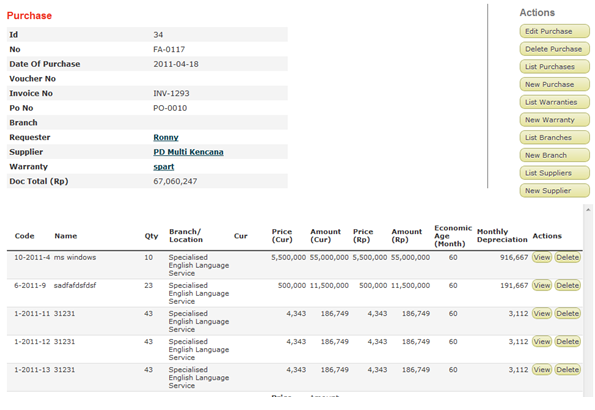 Purchase
Id 34
No FA-0117
Date Of Purchase 2011-04-18
Voucher No
Invoice No INV-1293
Po No PO-0010
Branch
Requester Ronny
Supplier PD Multi Kencana
Warranty spart
Doc Total (Rp) 67,060,247
Actions
Edit Purchase
Delete Purchase
List Purchases
New Purchase
List Warranties
New Warranty
List Branches
New Branch
List Suppliers
New Supplier
Code Name Qty Branch/ Location Cur Price (Cur) Amount (Cur) Price (Rp) Amount (Rp) Economic Age (Month) Monthly Depreciation Actions
10-2011-4 ms windows 10 Specialised 5,500,000 55,000,000 5,500,000 55,000,000 60 916,667 View Delete
English Language
Service
6-2011-9 sadfafdsfdsf 23 Specialised 500,000 11,500,000 500,000 11,500,000 60 191,667 View Delete
English Language
Service
1-2011-11 31231 43 Specialised 4,343 186,749 4,343 186,749 60 3,112 View Delete
English Language
Service
1-2011-12 31231 43 Specialised 4,343 186,749 4,343 186,749 60 3,112 View Delete
English Language
Service
1-2011-13 31231 43 Specialised 4,343 186,749 4,343 186,749 60 3,112 View Delete
English Language
Service
Price Amount